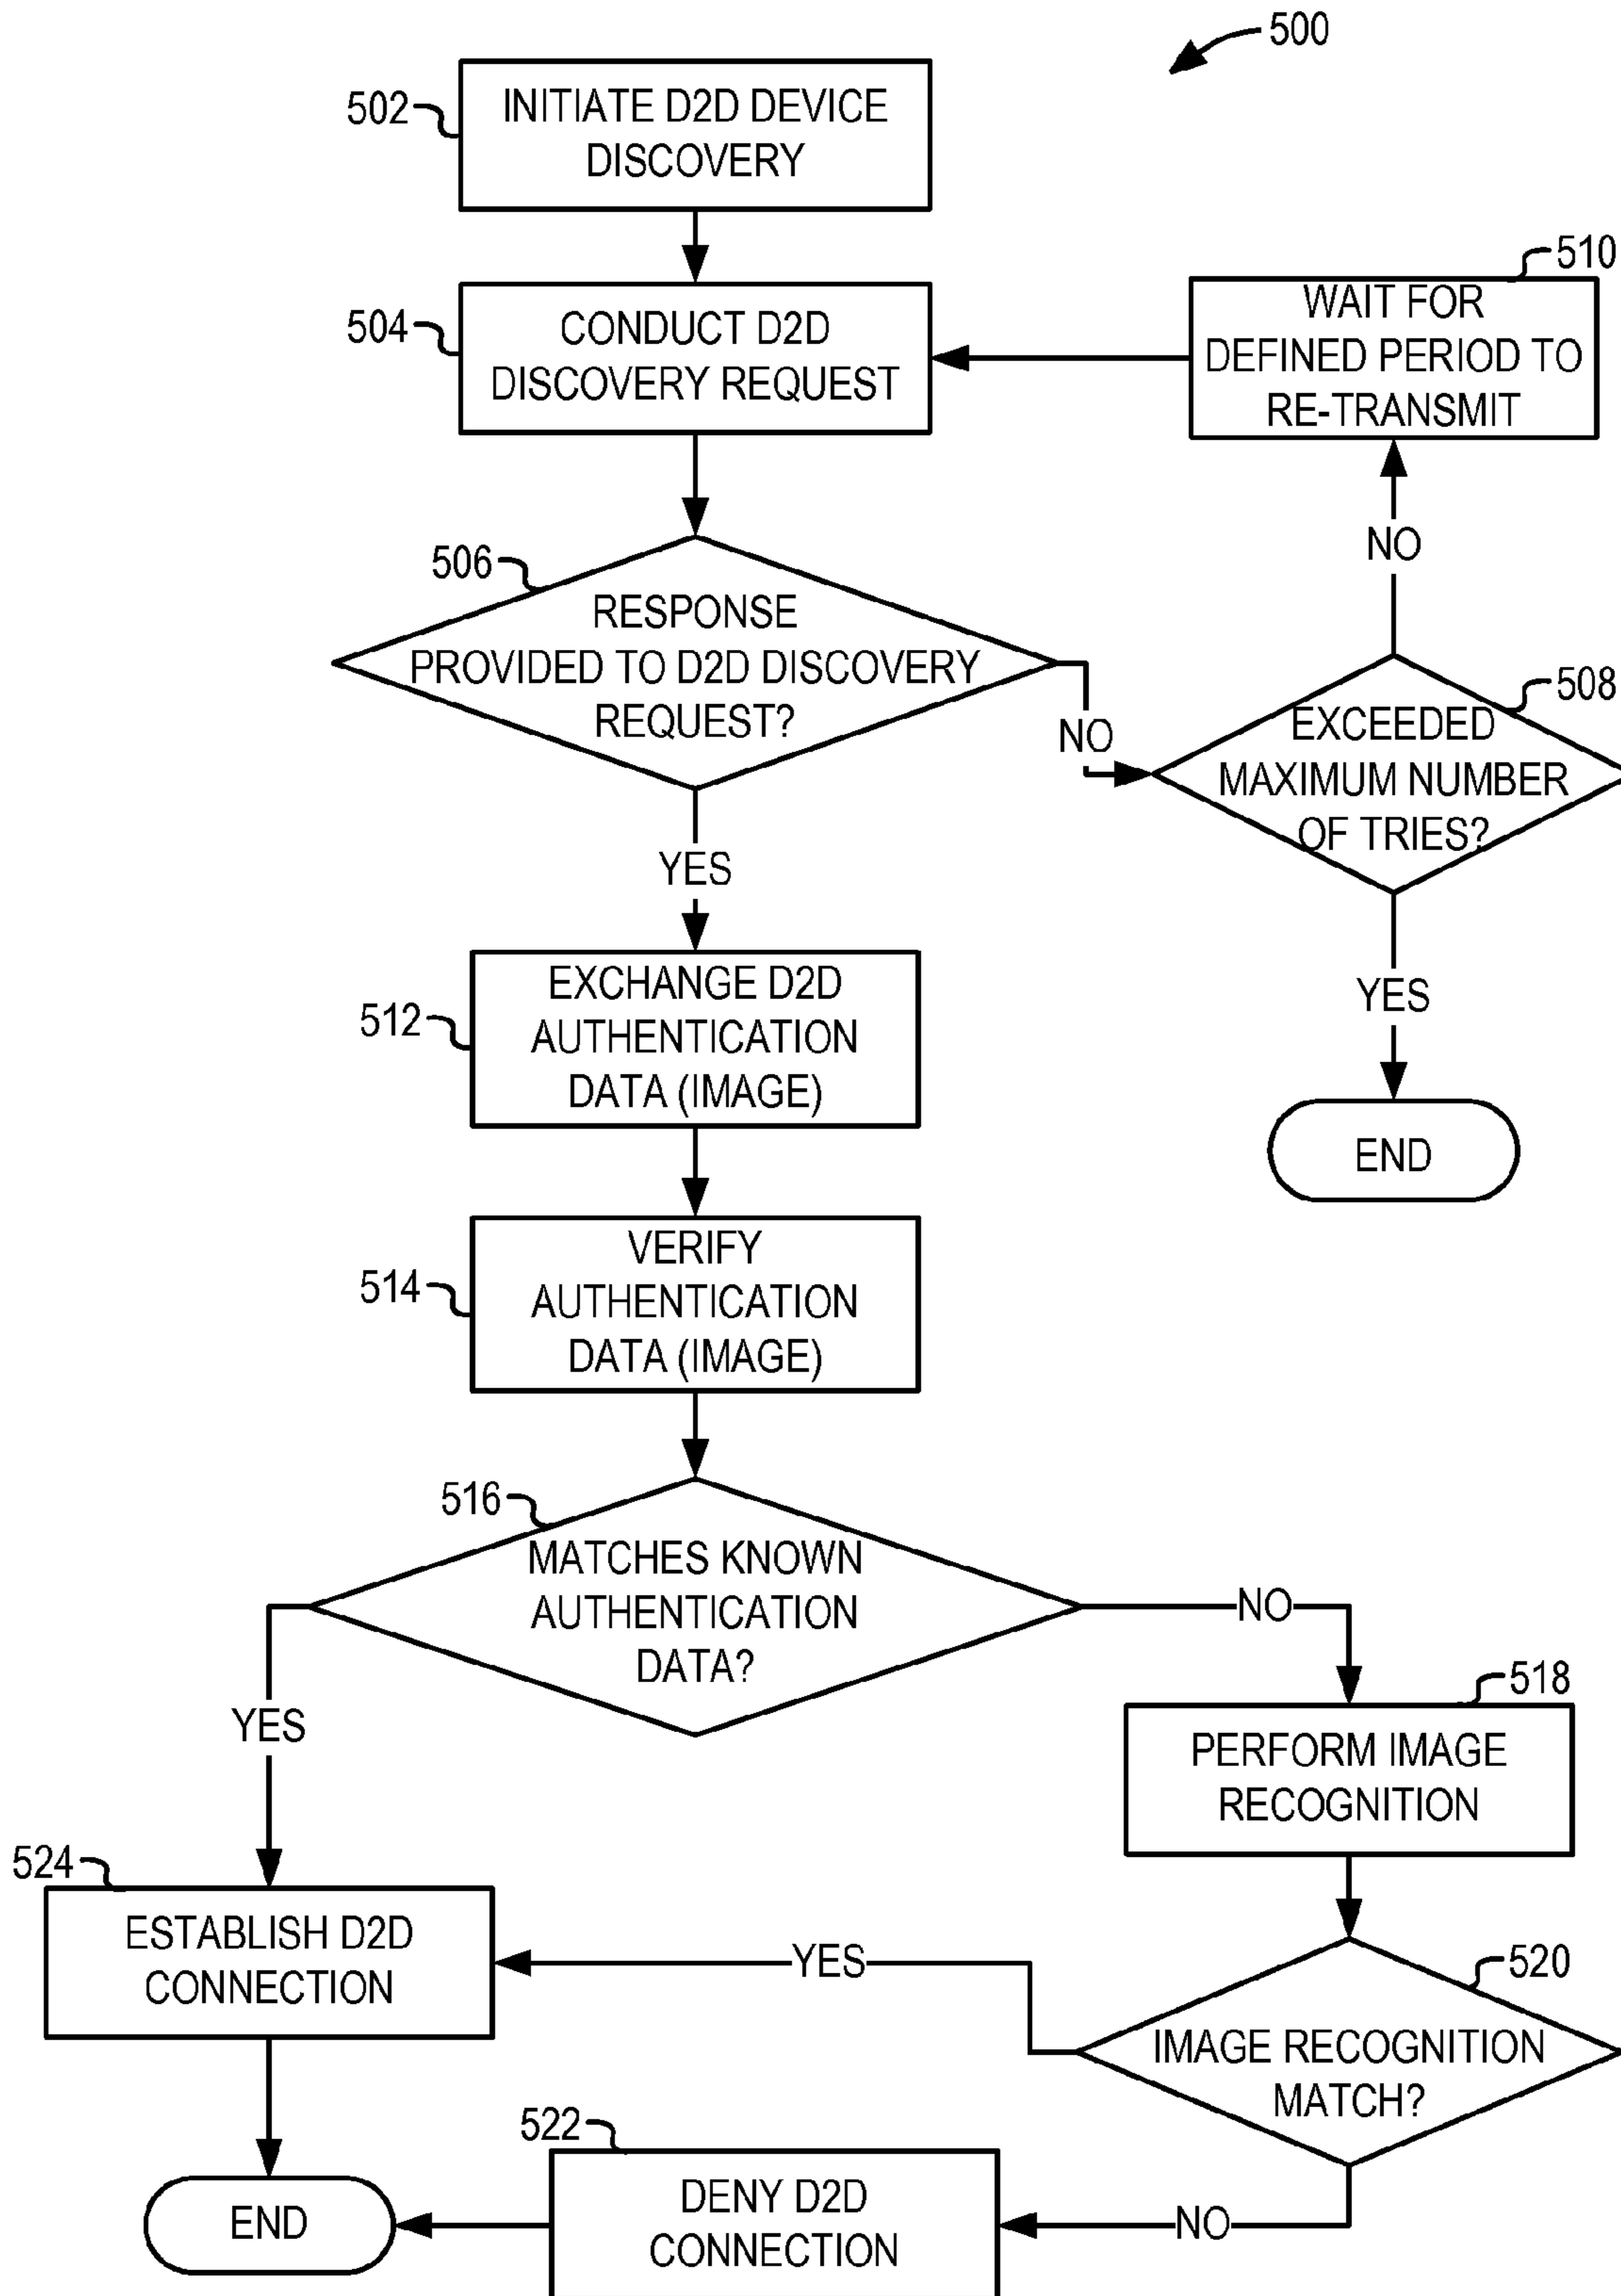 500
502
INITIATE D2D DEVICE
DISCOVERY
504
CONDUCT D2D
DISCOVERY REQUEST
510
WAIT FOR
DEFINED PERIOD TO
RE-TRANSMIT
NO
506
RESPONSE
PROVIDED TO D2D DISCOVERY
REQUEST?
NO
508
EXCEEDED
MAXIMUM NUMBER
OF TRIES?
YES
YES
END
512
EXCHANGE D2D
AUTHENTICATION
DATA (IMAGE)
514
VERIFY
AUTHENTICATION
DATA (IMAGE)
516
MATCHES KNOWN
AUTHENTICATION
DATA?
NO
YES
518
PERFORM IMAGE
RECOGNITION
524
ESTABLISH D2D
CONNECTION
YES
520
IMAGE RECOGNITION
MATCH?
522
DENY D2D
CONNECTION
NO
END